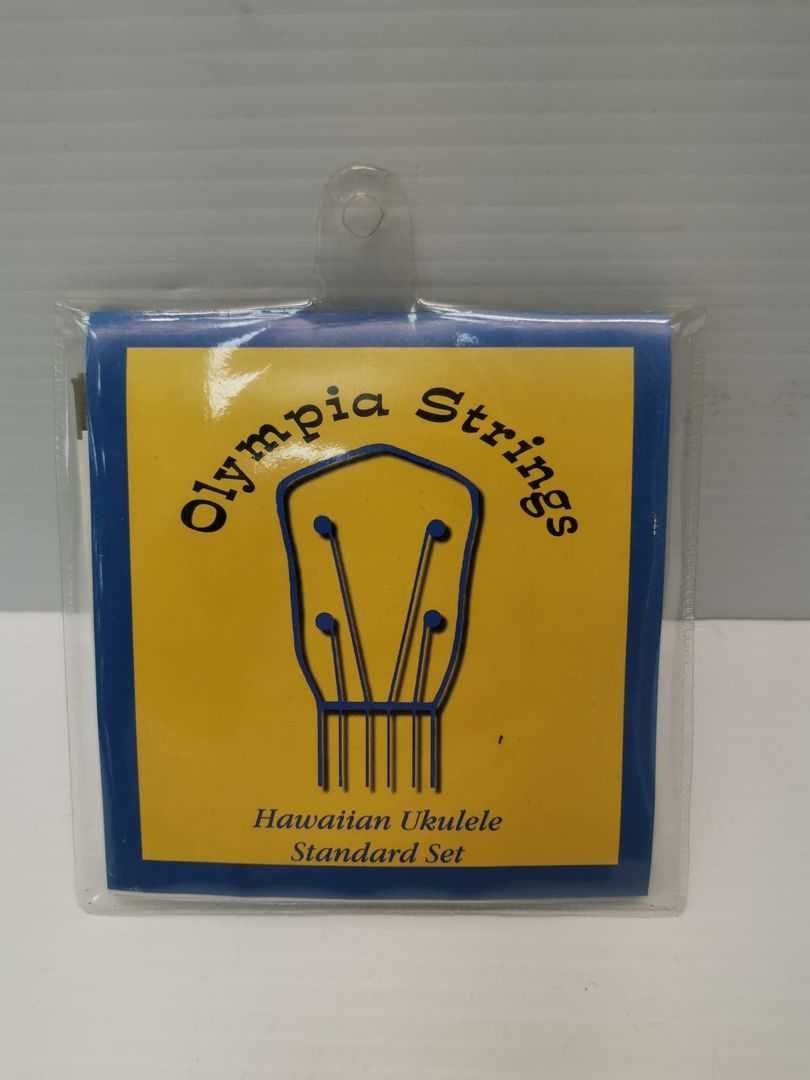 Olympia Strings
Hawaiian Ukulele
Standard Set